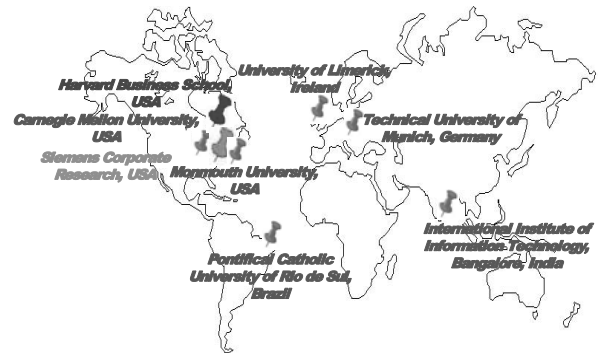 University of Limerick,
Ireland
Harvard Business School,
USA
Carnegie Mellon University,
USA
Technical University of
Munich, Germany
Siemens Corporate
Research, USA
Monmouth University,
USA
International Institute of
Information Technology,
Bangalore, India
Pontifical Catholic
University of Rio de Sul,
Brazil